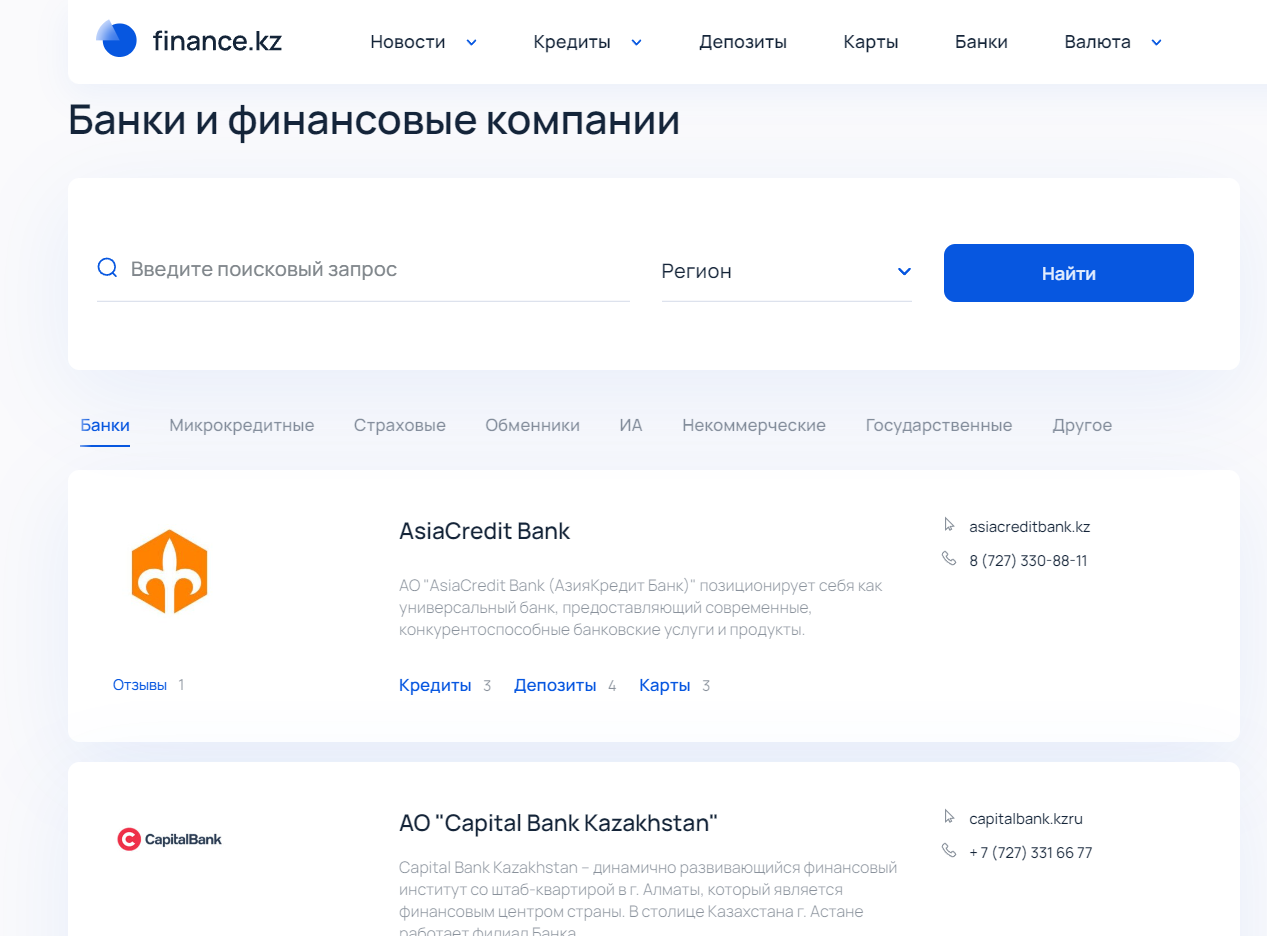 finance.kz Новости Кредиты Депозиты Карты Банки Валюта
Банки и финансовые компании
Введите поисковый запрос Регион Найти
Банки Микрокредитные Страховые Обменники ИА Некоммерческие Государственные Другое
AsiaCredit Bank
asiacreditbank.kz
8 (727) 330-88-11
АО "AsiaCredit Bank (АзияКредит Банк)" позиционирует себя как
универсальный банк, предоставляющий современные,
конкурентоспособные банковские услуги и продукты.
Отзывы 1 Кредиты 3 Депозиты 4 Карты 3
CapitalBank
АО "Capital Bank Kazakhstan"
capitalbank.kzru
+ 7 (727) 331 66 77
Capital Bank Kazakhstan – динамично развивающийся финансовый
институт со штаб-квартирой в г. Алматы, который является
финансовым центром страны. В столице Казахстана г. Астане
работает филиал Банка